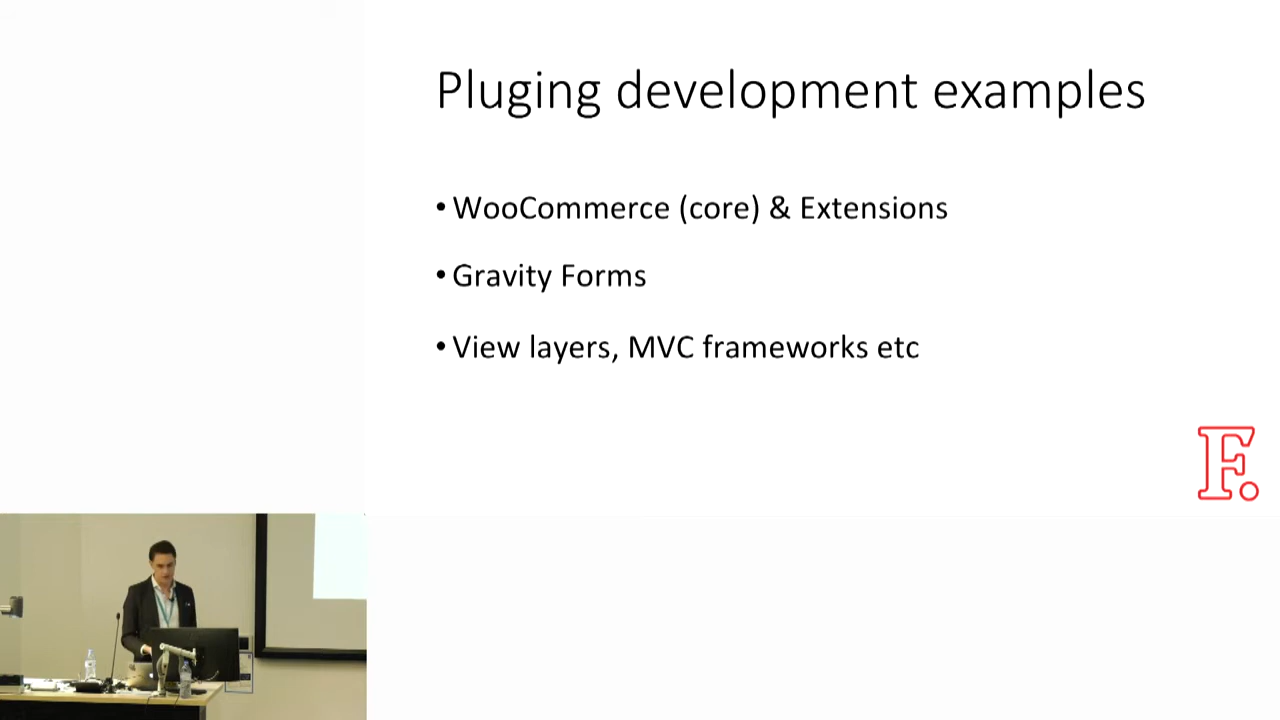 Pluging development examples
• WooCommerce (core) & Extensions
• Gravity Forms
• View layers, MVC frameworks etc
F.